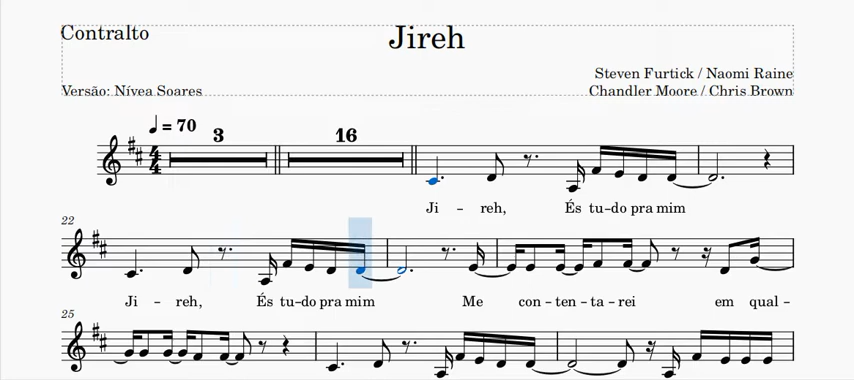 Contralto
Jireh
Steven Furtick / Naomi Raine
Versão: Nívea Soares
Chandler Moore / Chris Brown
= 70
3
16
4
4
Ji – reh, És tu–do pra mim
22
Ji – reh, És tu–do pra mim Me con – ten – ta – rei em qual –
25